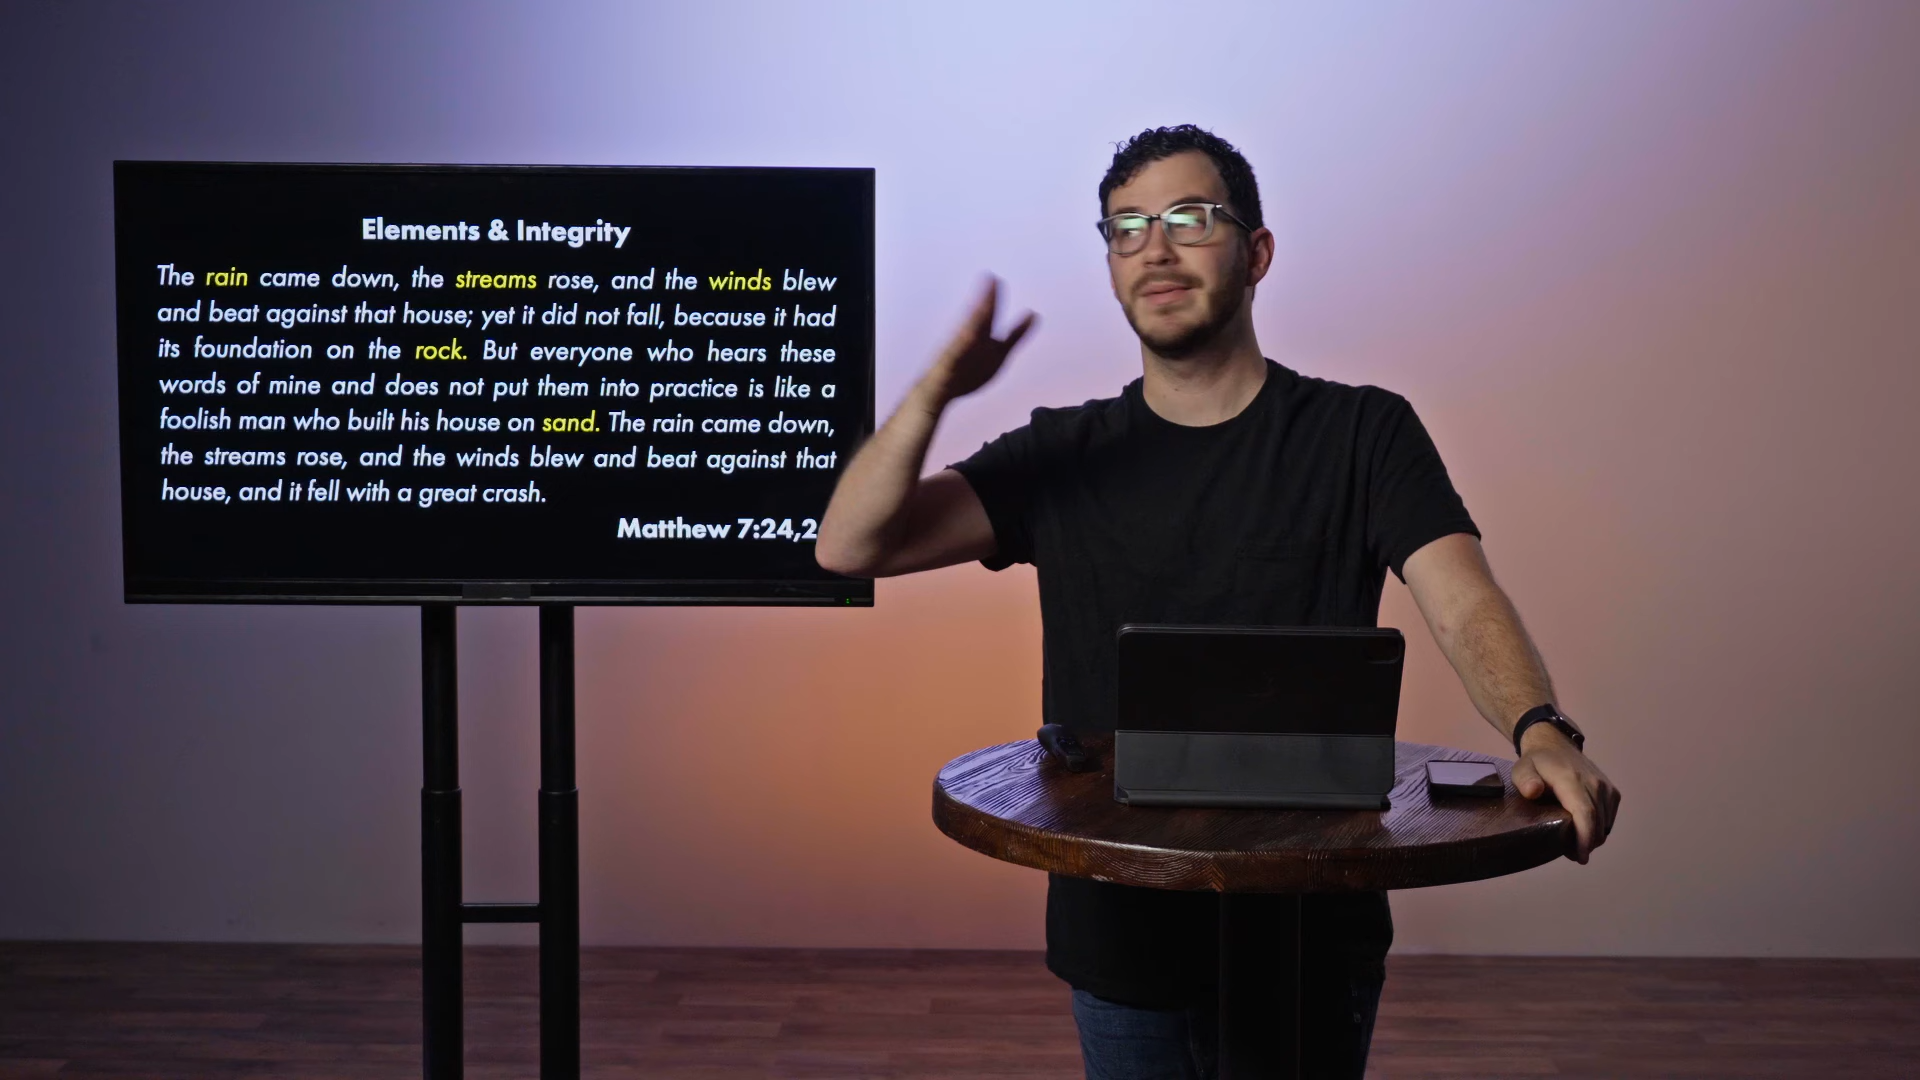 Elements & Integrity
The rain came down, the streams rose, and the winds blew
and beat against that house; yet it did not fall, because it had
its foundation on the rock. But everyone who hears these
words of mine and does not put them into practice is like a
foolish man who built his house on sand. The rain came down,
the streams rose, and the winds blew and beat against that
house, and it fell with a great crash.
Matthew 7:24,2